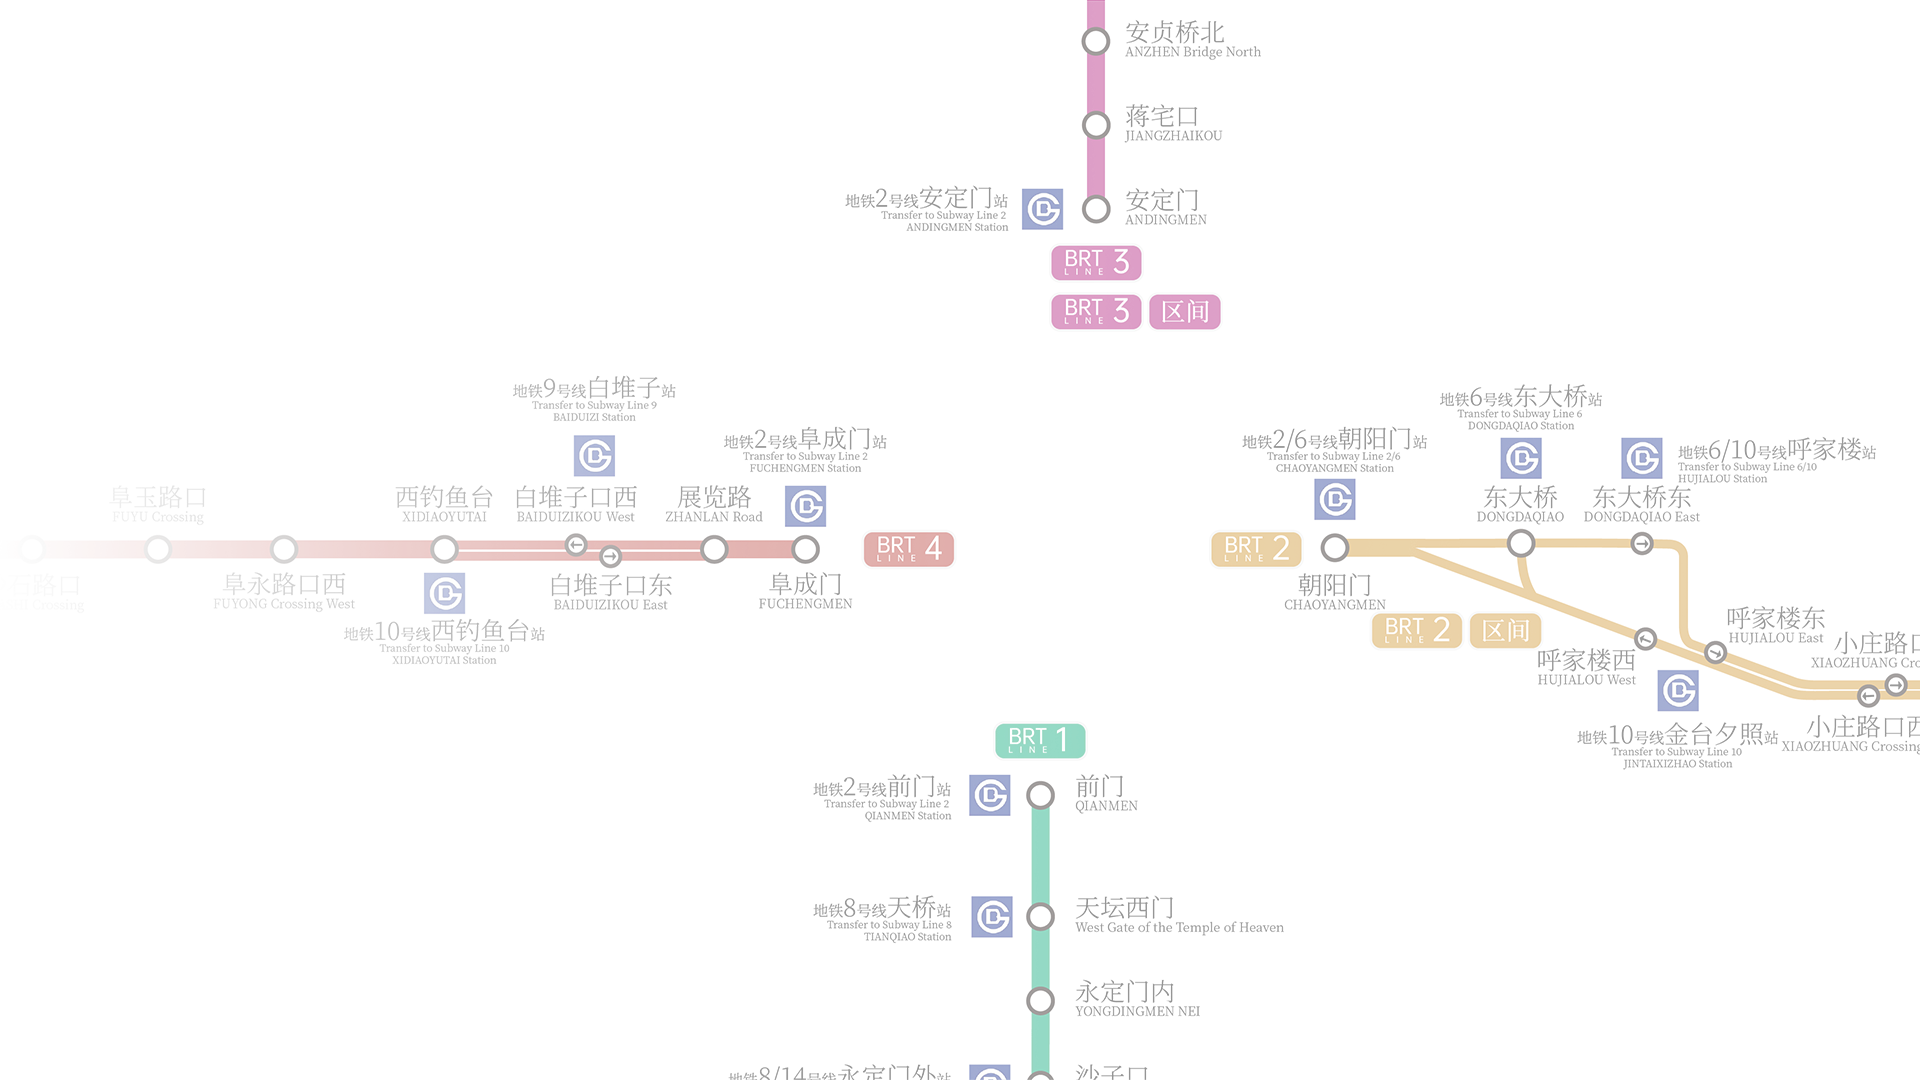 安贞桥北
ANZHEN Bridge North
蒋宅口
JIANGZHAIKOU
地铁2号线安定门站
Transfer to Subway Line 2
ANDINGMEN Station
安定门
ANDINGMEN
BRT
LINE
3
BRT
LINE
3
区间
地铁9号线白堆子站
Transfer to Subway Line 9
BAIDUIZI Station
地铁2号线阜成门站
Transfer to Subway Line 2
FUCHENGMEN Station
阜玉路口
FUYU Crossing
西钓鱼台
XIDIAOYUTAI
白堆子口西
BAIDUIZIKOU West
展览路
ZHANLAN Road
BRT
LINE
4
路口
Crossing
阜永路口西
FUYONG Crossing West
白堆子口东
BAIDUIZIKOU East
阜成门
FUCHENGMEN
地铁10号线西钓鱼台站
Transfer to Subway Line 10
XIDIAOYUTAI Station
地铁2/6号线朝阳门站
Transfer to Subway Line 2/6
CHAOYANGMEN Station
地铁6号线东大桥站
Transfer to Subway Line 6
DONGDAQIAO Station
地铁6/10号线呼家楼站
Transfer to Subway Line 6/10
HUJIALOU Station
东大桥
DONGDAQIAO
东大桥东
DONGDAQIAO East
BRT
LINE
2
朝阳门
CHAOYANGMEN
BRT
LINE
2
区间
呼家楼东
HUJIALOU East
小庄路口
XIAOZHUANG Cro
呼家楼西
HUJIALOU West
地铁10号线金台夕照站
Transfer to Subway Line 10
JINTAIXIZHAO Station
小庄路口西
XIAOZHUANG Crossing
BRT
LINE
1
地铁2号线前门站
Transfer to Subway Line 2
QIANMEN Station
前门
QIANMEN
地铁8号线天桥站
Transfer to Subway Line 8
TIANQIAO Station
天坛西门
West Gate of the Temple of Heaven
永定门内
YONGDINGMEN NEI
地铁8/14号线永定门外站
沙子口